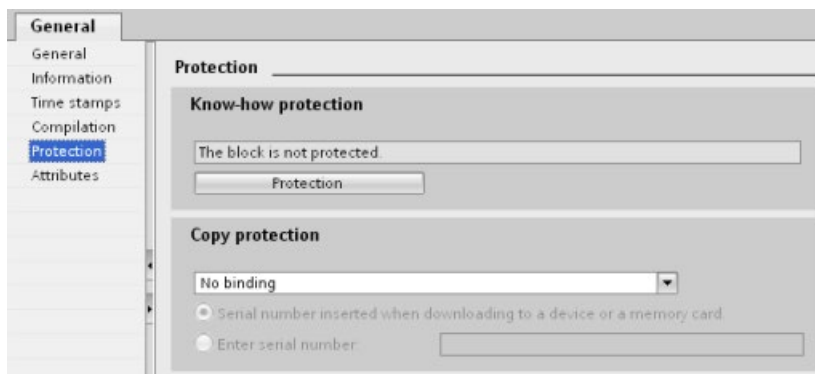 General
General
Information
Time stamps
Compilation
Protection
Attributes
Protection
Know-how protection
The block is not protected.
Protection
Copy protection
No binding
Serial number inserted when downloading to a device or a memory card
Enter serial number: